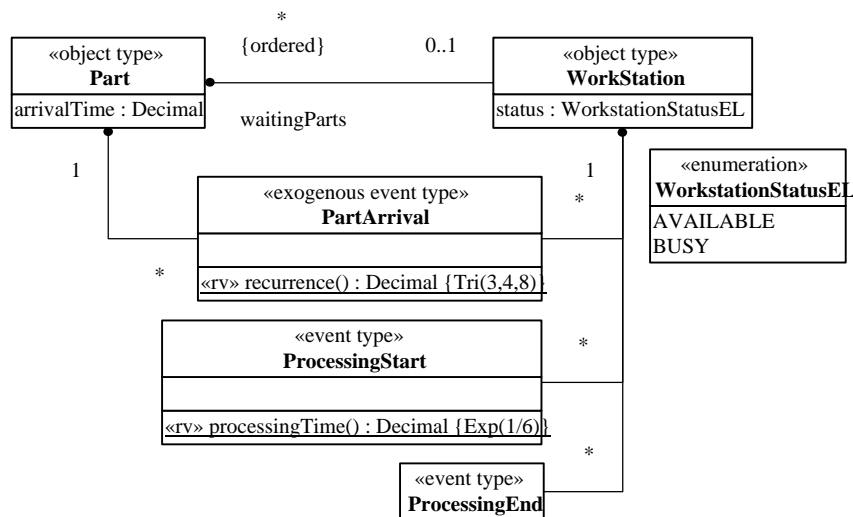 *
{ordered}
0..1
«object type»
Part
arrivalTime : Decimal
«object type»
WorkStation
status : WorkstationStatusEL
waitingParts
1
1
«enumeration»
WorkstationStatusEL
AVAILABLE
BUSY
«exogenous event type»
PartArrival
«rv» recurrence() : Decimal {Tri(3,4,8)}
*
*
«event type»
ProcessingStart
«rv» processingTime() : Decimal {Exp(1/6)}
*
*
«event type»
ProcessingEnd